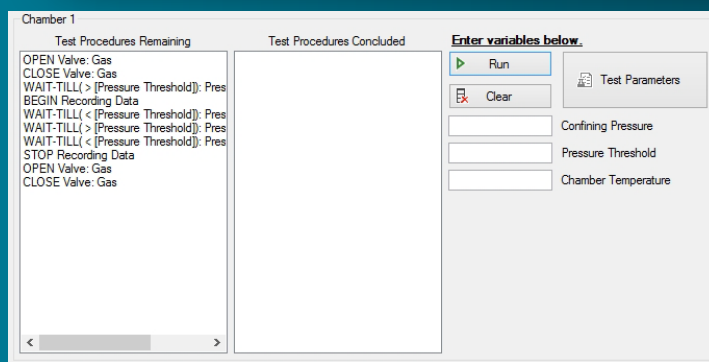 Chamber 1
Test Procedures Remaining
OPEN Valve: Gas
CLOSE Valve: Gas
WAIT-TILL( > [Pressure Threshold]): Pres
BEGIN Recording Data
WAIT-TILL( < [Pressure Threshold]): Pres
WAIT-TILL( > [Pressure Threshold]): Pres
WAIT-TILL( < [Pressure Threshold]): Pres
STOP Recording Data
OPEN Valve: Gas
CLOSE Valve: Gas
Test Procedures Concluded
Enter variables below.
Run
Clear
Test Parameters
Confining Pressure
Pressure Threshold
Chamber Temperature